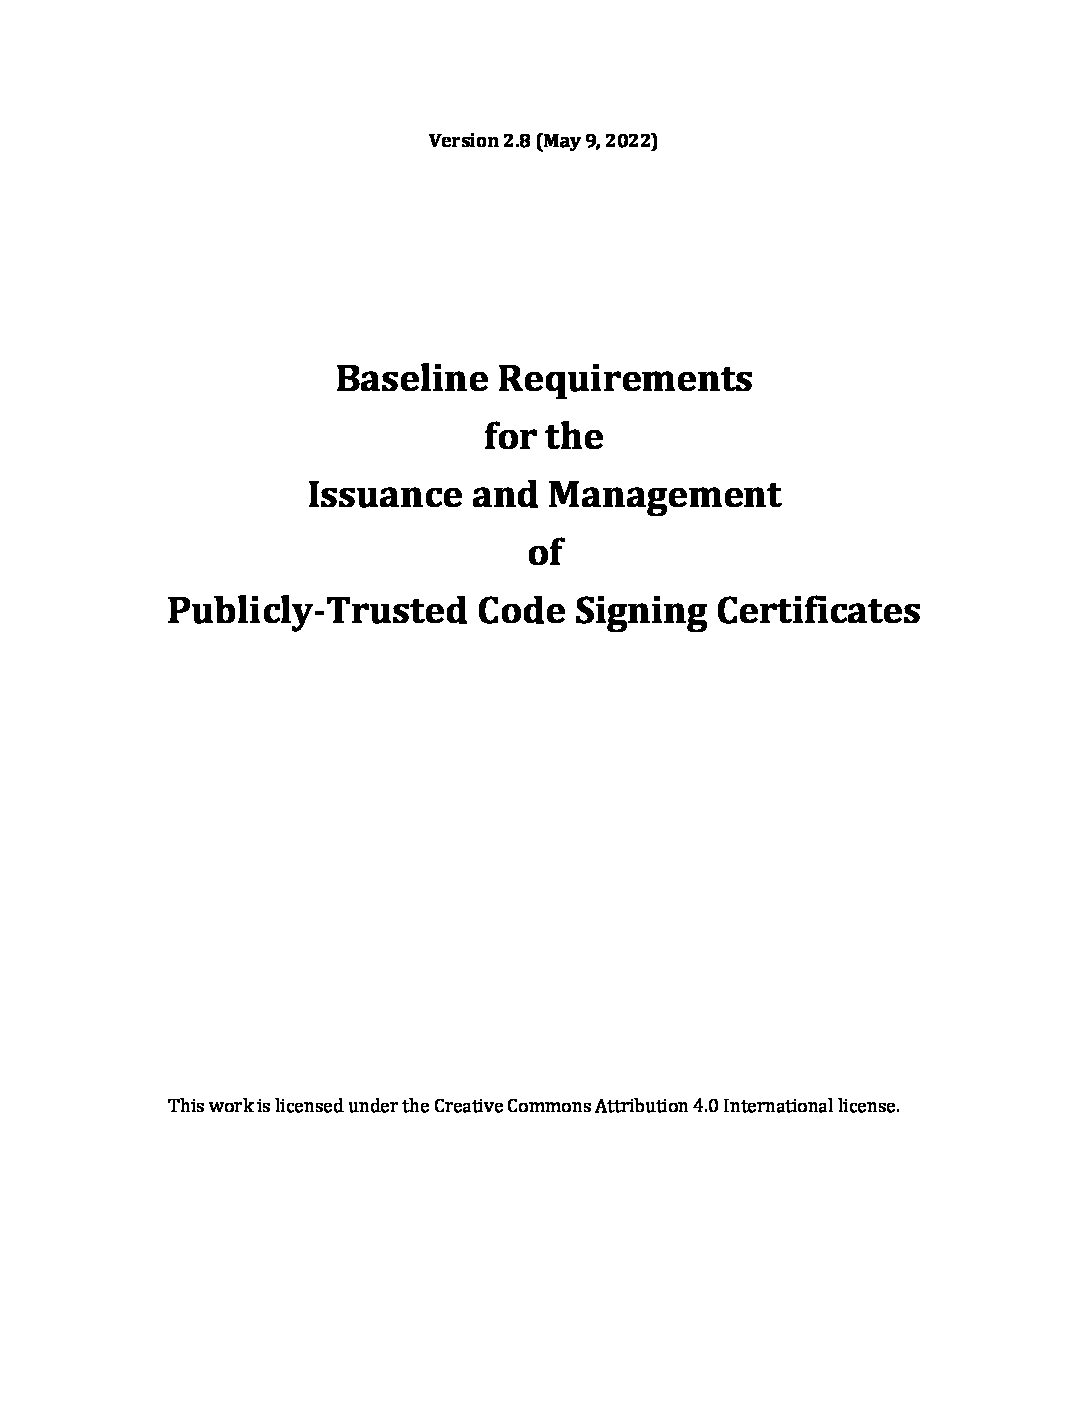 Version 2.8 (May 9, 2022)
Baseline Requirements
for the
Issuance and Management
of
Publicly-Trusted Code Signing Certificates
This work is licensed under the Creative Commons Attribution 4.0 International license.